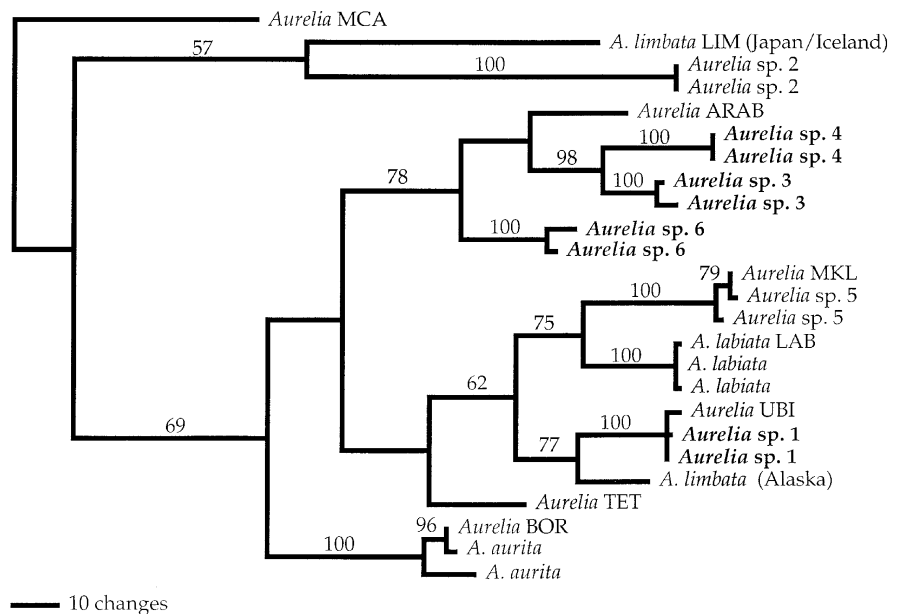 Aurelia MCA
57
A. limbata LIM (Japan/Iceland)
100
Aurelia sp. 2
Aurelia sp. 2
Aurelia ARAB
100
Aurelia sp. 4
Aurelia sp. 4
98
78
100
Aurelia sp. 3
Aurelia sp. 3
100
Aurelia sp. 6
Aurelia sp. 6
79
Aurelia MKL
100
Aurelia sp. 5
Aurelia sp. 5
75
A. labiata LAB
100
A. labiata
A. labiata
62
Aurelia UBI
69
100
Aurelia sp. 1
77
Aurelia sp. 1
A. limbata (Alaska)
Aurelia TET
96
Aurelia BOR
100
A. aurita
A. aurita
10 changes